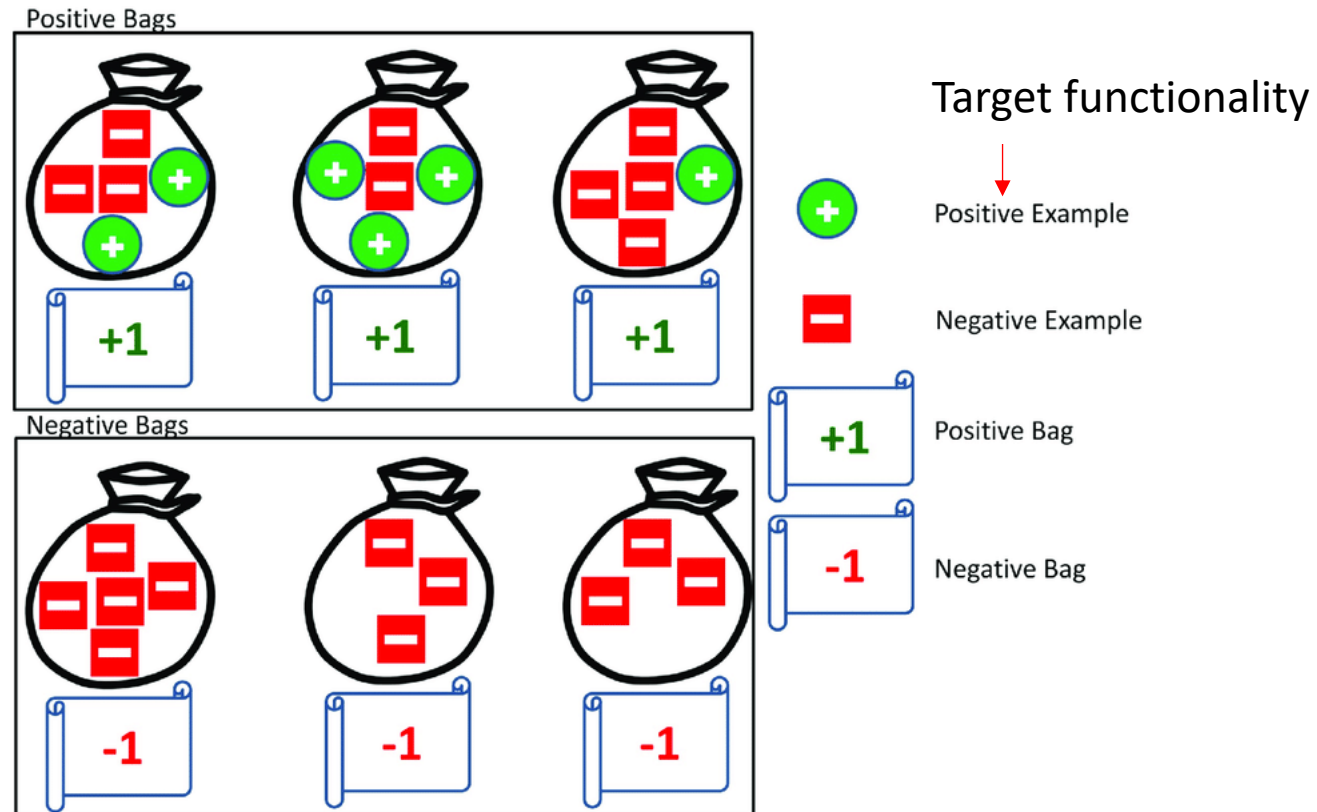 Positive Bags
+1
+1
+1
Negative Bags
-1
-1
-1
Target functionality
Positive Example
Negative Example
+1
Positive Bag
-1
Negative Bag